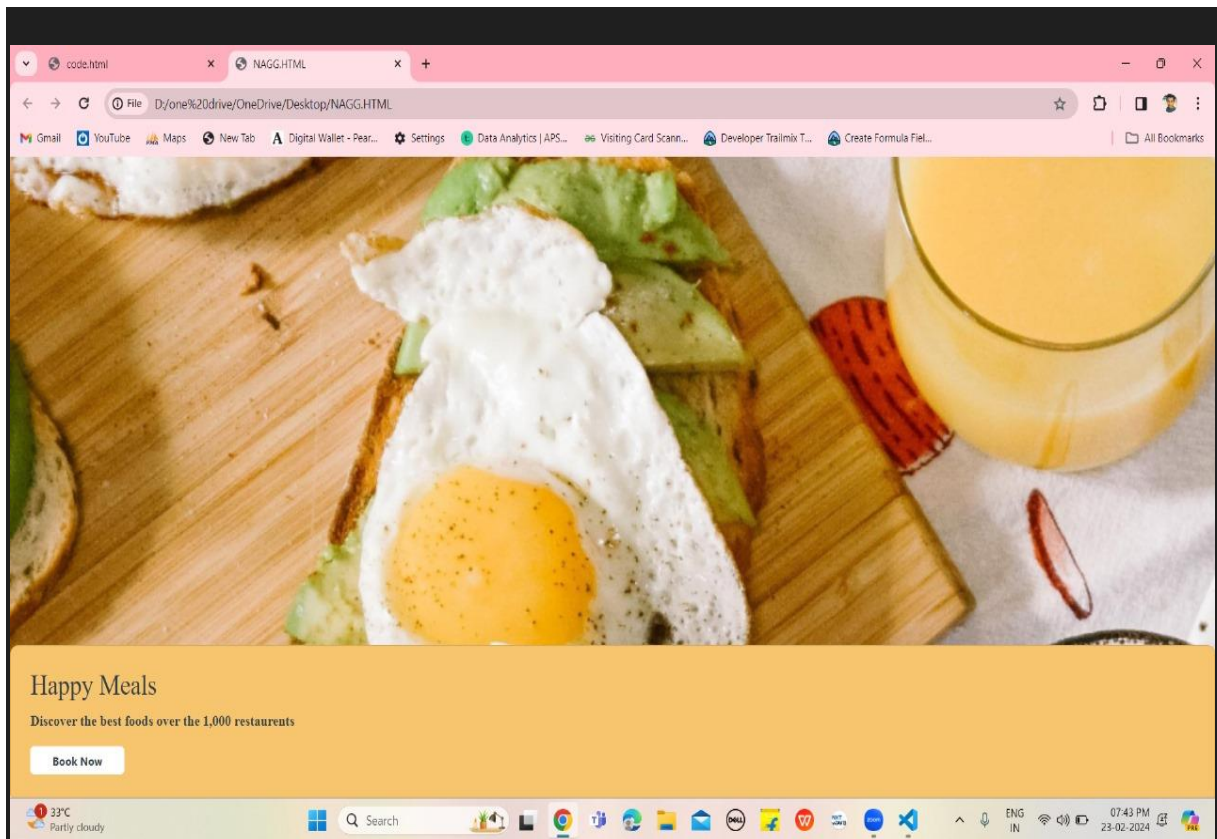 code.html
NAGG.HTML
File D:/one%20drive/OneDrive/Desktop/NAGG.HTML
Gmail YouTube Maps New Tab Digital Wallet - Pear... Settings Data Analytics | APS... Visiting Card Scann... Developer Trailmix T... Create Formula Fiel... All Bookmarks
Happy Meals
Discover the best foods over the 1,000 restaurents
Book Now
1 33°C
Partly cloudy
Search
ENG
IN
07:43 PM
23-02-2024